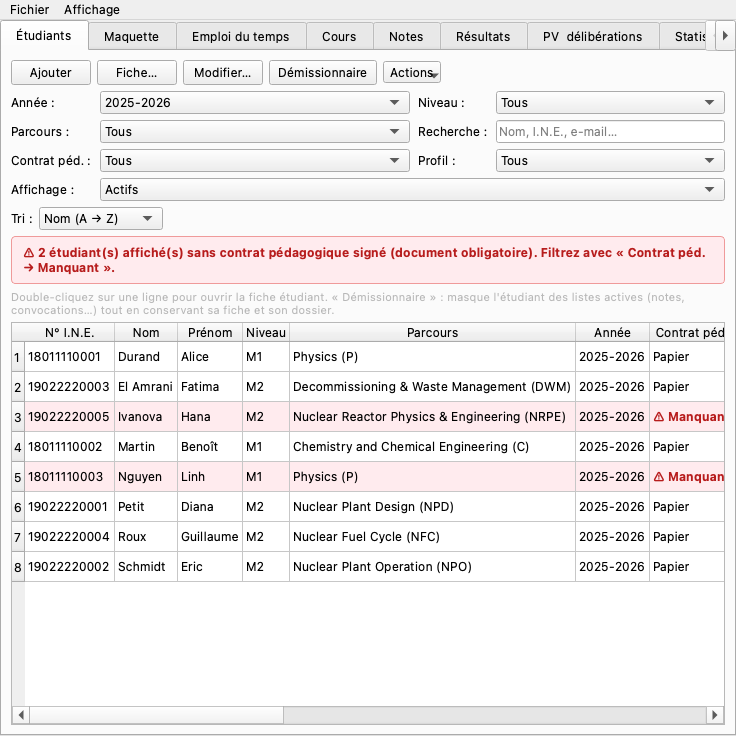 Fichier Affichage
Étudiants Maquette Emploi du temps Cours Notes Résultats PV délibérations Statis
Ajouter Fiche... Modifier... Démissionnaire Actions
Année : 2025-2026 Niveau : Tous
Parcours : Tous Recherche : Nom, I.N.E., e-mail...
Contrat péd. : Tous Profil : Tous
Affichage : Actifs
Tri : Nom (A → Z)
⚠ 2 étudiant(s) affiché(s) sans contrat pédagogique signé (document obligatoire). Filtrez avec « Contrat péd.
→ Manquant ».
Double-cliquez sur une ligne pour ouvrir la fiche étudiant. « Démissionnaire » : masque l'étudiant des listes actives (notes,
convocations…) tout en conservant sa fiche et son dossier.
N° I.N.E. Nom Prénom Niveau Parcours Année Contrat péd
1 18011110001 Durand Alice M1 Physics (P) 2025-2026 Papier
2 19022220003 El Amrani Fatima M2 Decommissioning & Waste Management (DWM) 2025-2026 Papier
3 19022220005 Ivanova Hana M2 Nuclear Reactor Physics & Engineering (NRPE) 2025-2026 ⚠ Manquan
4 18011110002 Martin Benoît M1 Chemistry and Chemical Engineering (C) 2025-2026 Papier
5 18011110003 Nguyen Linh M1 Physics (P) 2025-2026 ⚠ Manquan
6 19022220001 Petit Diana M2 Nuclear Plant Design (NPD) 2025-2026 Papier
7 19022220004 Roux Guillaume M2 Nuclear Fuel Cycle (NFC) 2025-2026 Papier
8 19022220002 Schmidt Eric M2 Nuclear Plant Operation (NPO) 2025-2026 Papier